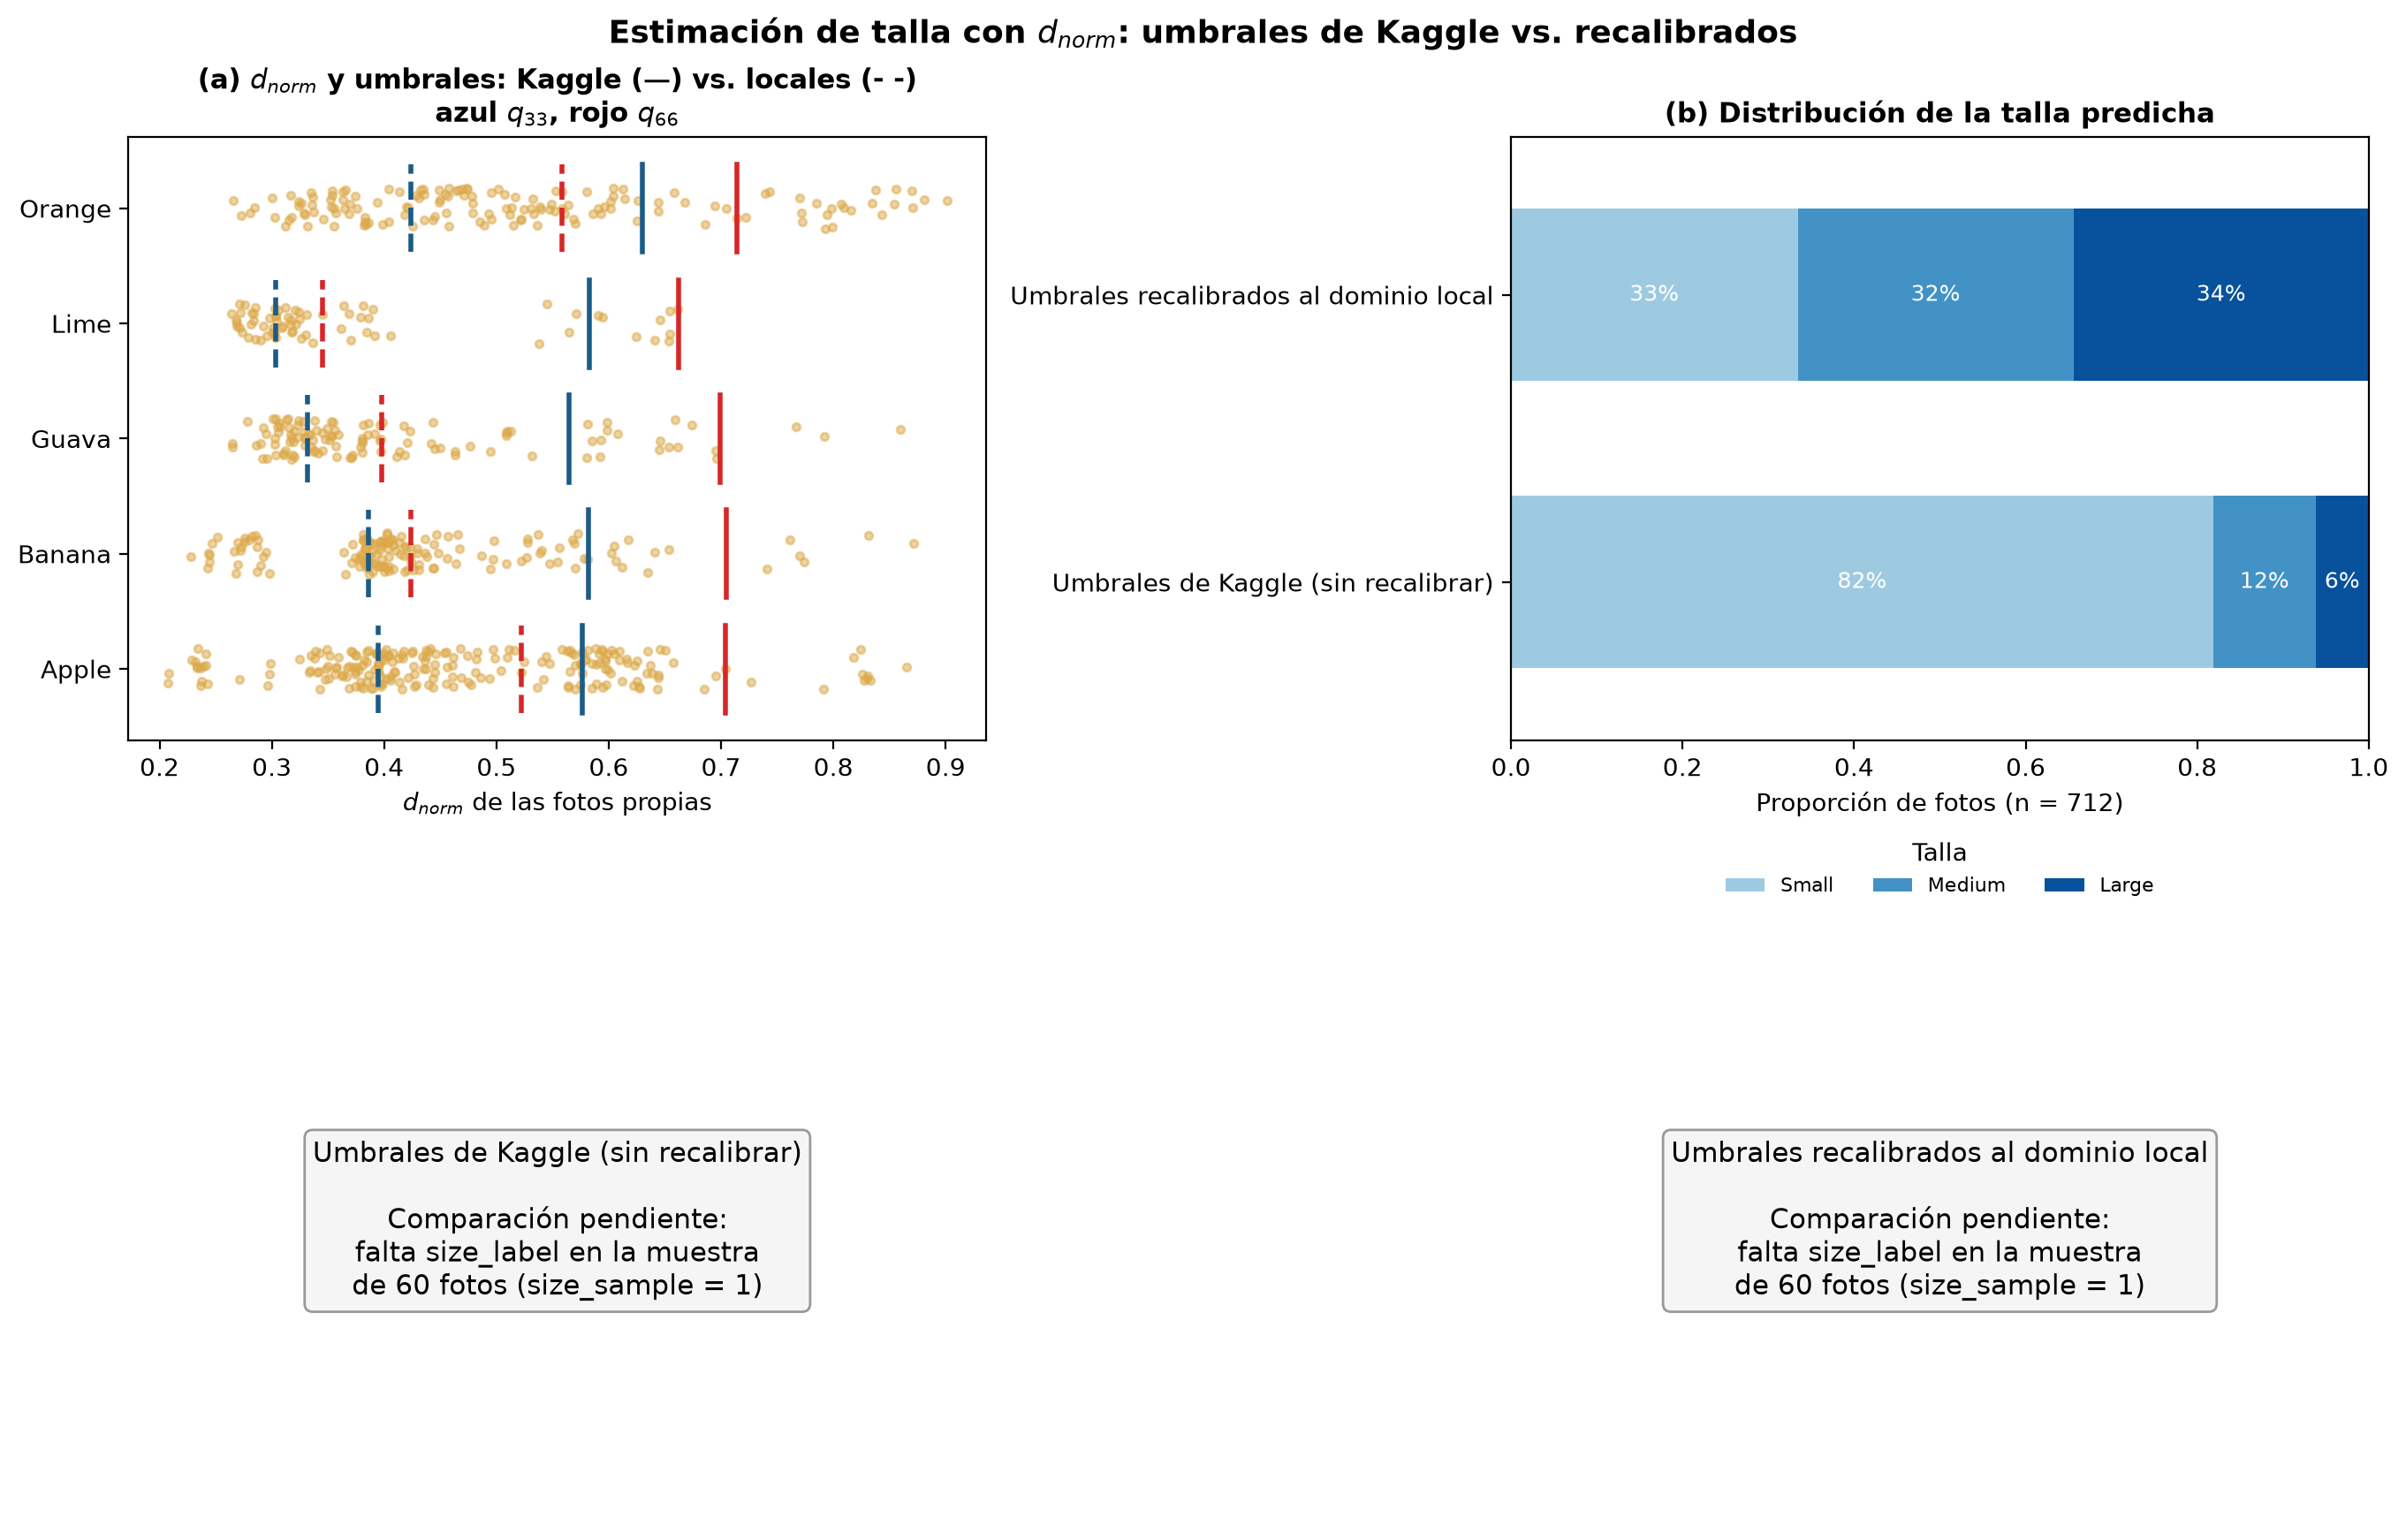 Estimación de talla con d_norm: umbrales de Kaggle vs. recalibrados
(a) d_norm y umbrales: Kaggle (—) vs. locales (- -)
azul q_33, rojo q_66
Orange
Lime
Guava
Banana
Apple
0.2 0.3 0.4 0.5 0.6 0.7 0.8 0.9
d_norm de las fotos propias
(b) Distribución de la talla predicha
Umbrales recalibrados al dominio local
33% 32% 34%
Umbrales de Kaggle (sin recalibrar)
82% 12% 6%
0.0 0.2 0.4 0.6 0.8 1.0
Proporción de fotos (n = 712)
Talla
Small Medium Large
Umbrales de Kaggle (sin recalibrar)
Comparación pendiente:
falta size_label en la muestra
de 60 fotos (size_sample = 1)
Umbrales recalibrados al dominio local
Comparación pendiente:
falta size_label en la muestra
de 60 fotos (size_sample = 1)